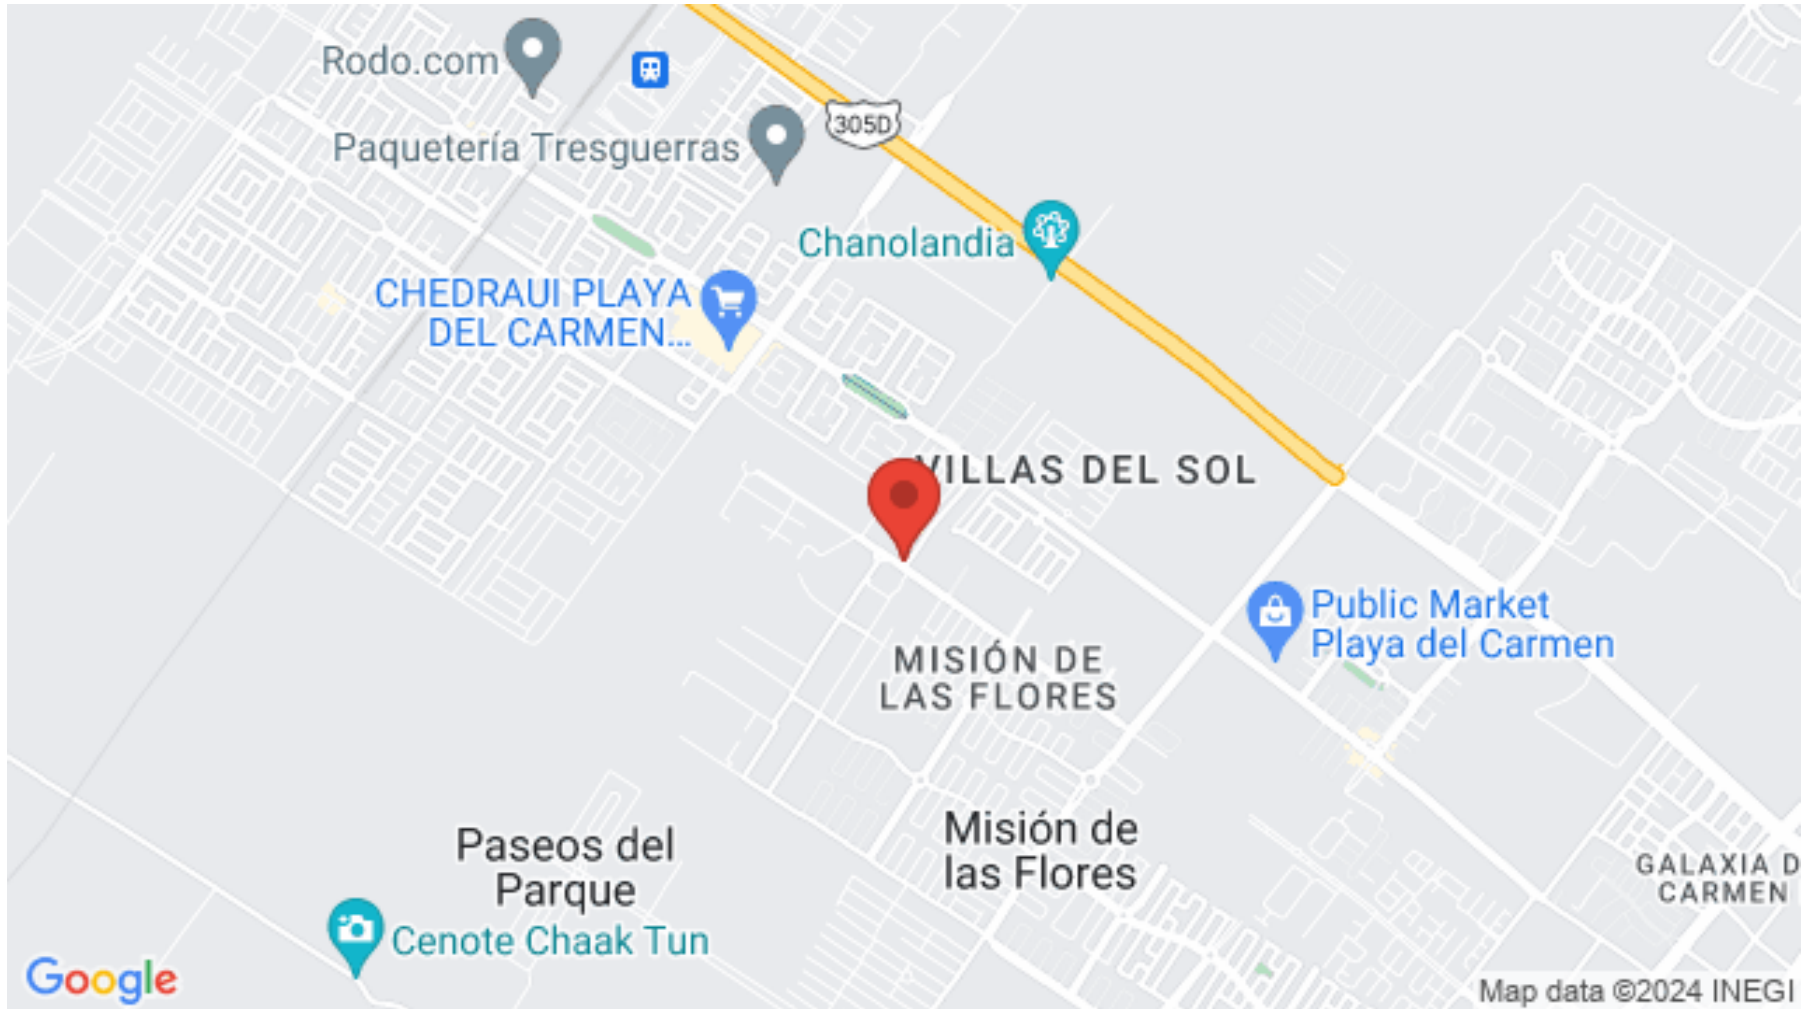 Rodo.com
305D
Paquetería Tresguerras
Chanolandia
CHEDRAUI PLAYA
DEL CARMEN...
VILLAS DEL SOL
Public Market
Playa del Carmen
MISIÓN DE
LAS FLORES
Misión de
las Flores
Paseos del
Parque
GALAXIA D
CARMEN
Cenote Chaak Tun
Google
Map data ©2024 INEGI